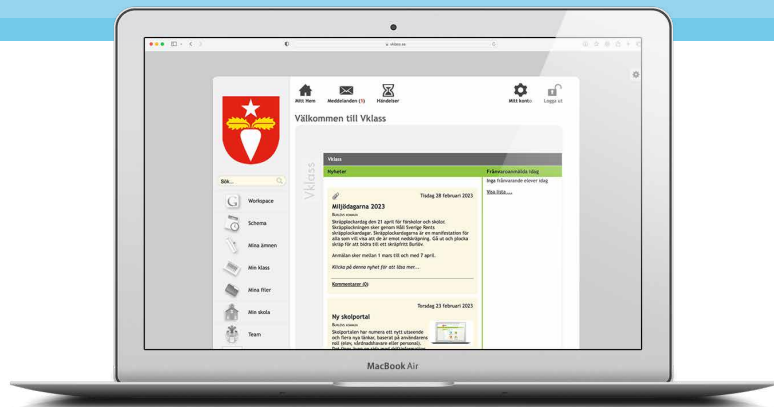 vklass.se
Mitt Hem Meddelanden (1) Händelser Mitt konto Logga ut
Välkommen till Vklass
Sök...
Workspace
Schema
Mina ämnen
Min klass
Mina filer
Min skola
Team
Vklass
Vklass
Nyheter
Frånvaroanmälda idag
Inga frånvarande elever idag
Visa lista ...
Tisdag 28 februari 2023
Miljödagarna 2023
Burlövs kommun
Skräpplockardag den 21 april för förskolor och skolor.
Skräpplockningen sker genom Håll Sverige Rents
skräpplockardagar. Skräpplockardagarna är en manifestation för
alla som vill visa att de är emot nedskräpning. Gå ut och plocka
skräp för att bidra till ett skräpfritt Burlöv.
Anmälan sker mellan 1 mars till och med 7 april.
Klicka på denna nyhet för att läsa mer...
Kommentarer (0)
Torsdag 23 februari 2023
Ny skolportal
Burlövs kommun
Skolportalen har numera ett nytt utseende
och flera nya länkar, baserat på användarens
roll (elev, vårdnadshavare eller personal).
MacBook Air